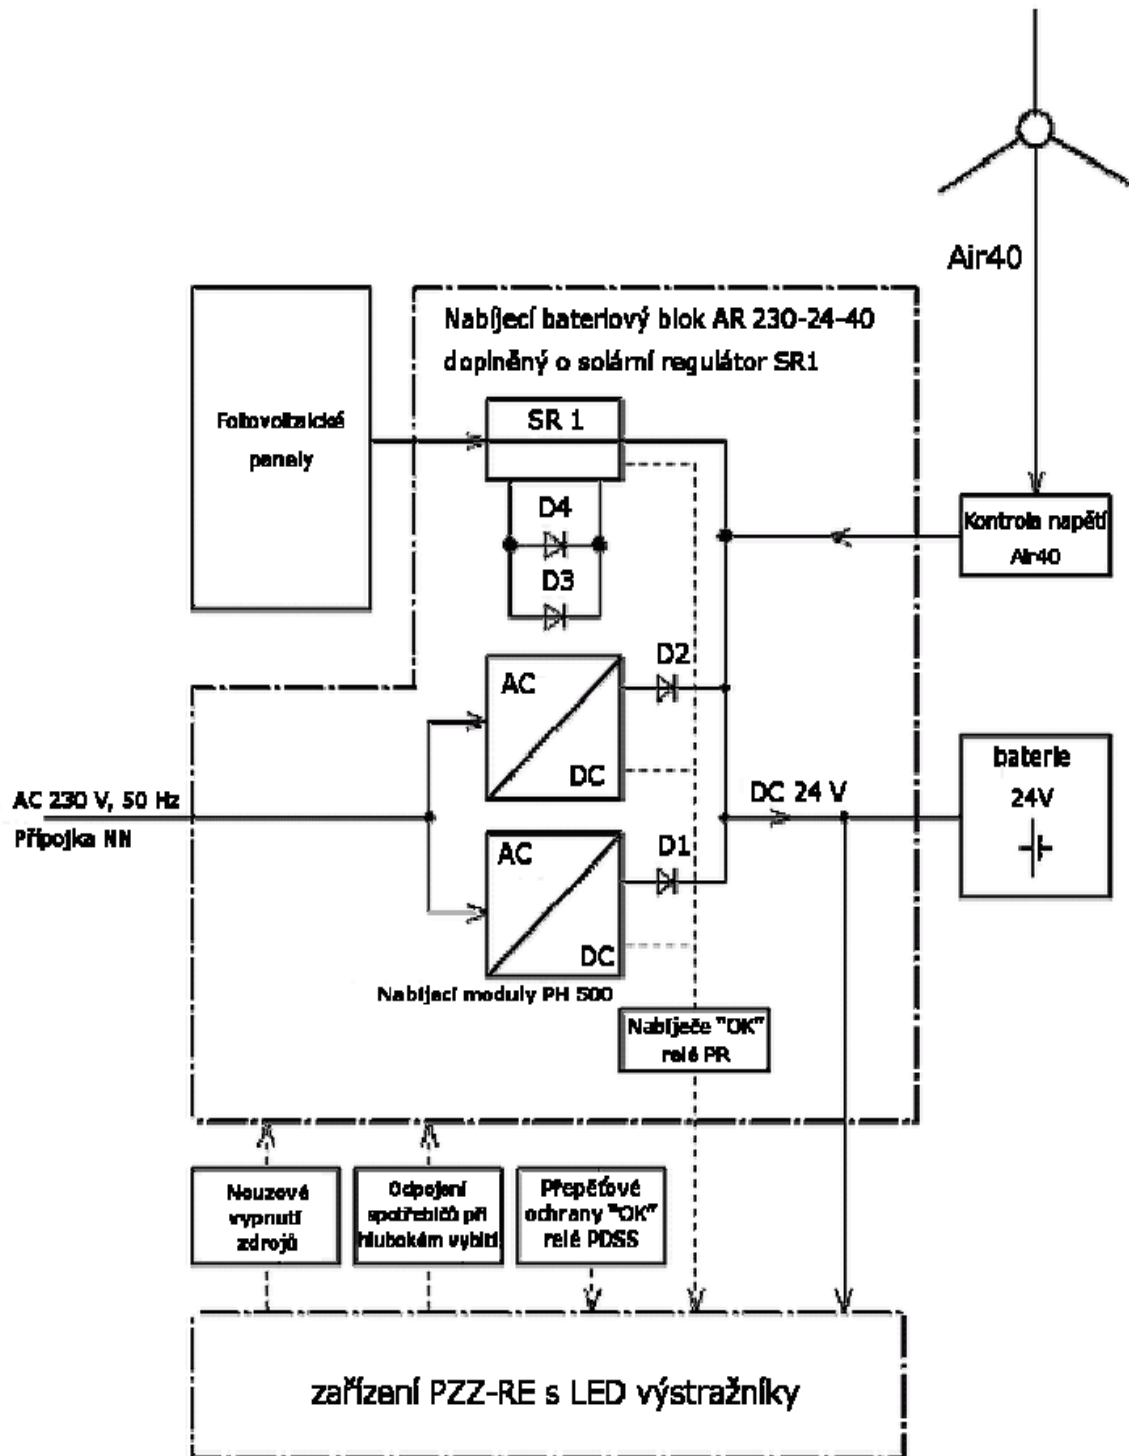 Air40
Nabíjecí bateriový blok AR 230-24-40
doplněný o solární regulátor SR1
Fotovoltaické
panely
SR 1
D4
D3
Kontrola napětí
Air40
D2
AC
DC
AC 230 V, 50 Hz
Přípojka NN
DC 24 V
baterie
24V
D1
AC
DC
Nabíjecí moduly PH 500
Nabíječe "OK"
relé PR
Nouzové
vypnutí
zdrojů
Odpojení
spotřebičů při
hlubokém vybití
Přepěťové
ochrany "OK"
relé PDSS
zařízení PZZ-RE s LED výstražníky